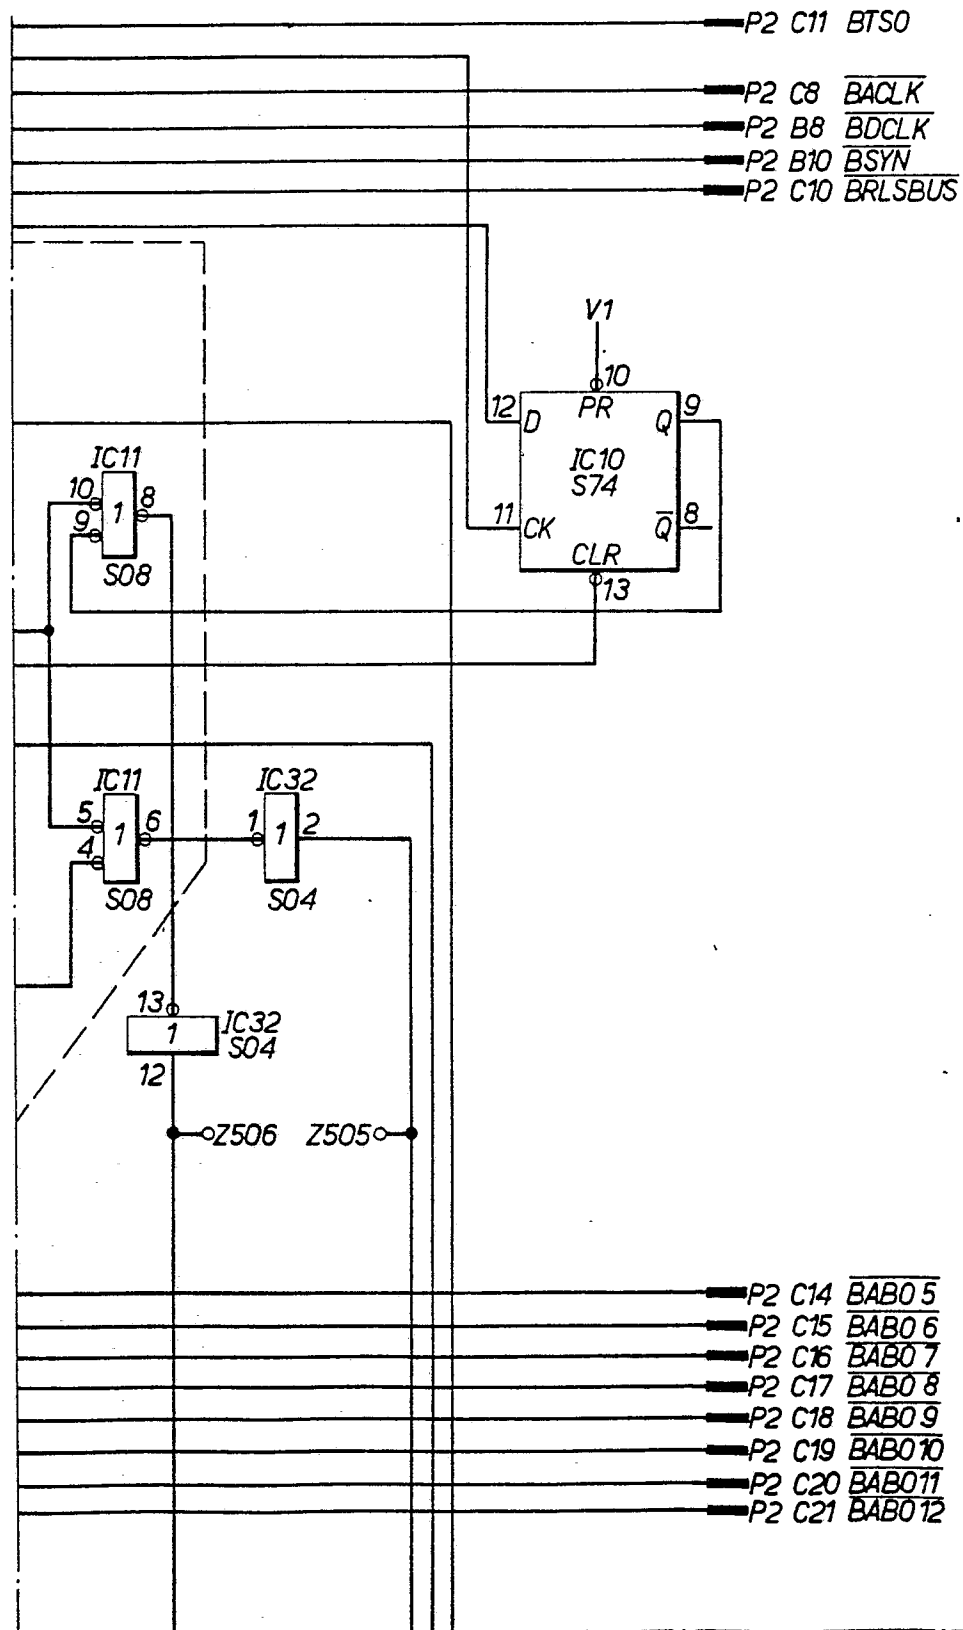 P2 C11 BTSO
P2 C8 BACLK
P2 B8 BDCLK
P2 B10 BSYN
P2 C10 BRLSBUS
V1
10
12 D PR Q 9
IC10
S74
11 CK Q 8
CLR
13
IC11
10 1 8
9
S08
IC11
5 1 6
4
S08
IC32
1 1 2
S04
13
1 IC32
S04
12
Z506 Z505
P2 C14 BABO 5
P2 C15 BABO 6
P2 C16 BABO 7
P2 C17 BABO 8
P2 C18 BABO 9
P2 C19 BABO 10
P2 C20 BABO 11
P2 C21 BABO 12